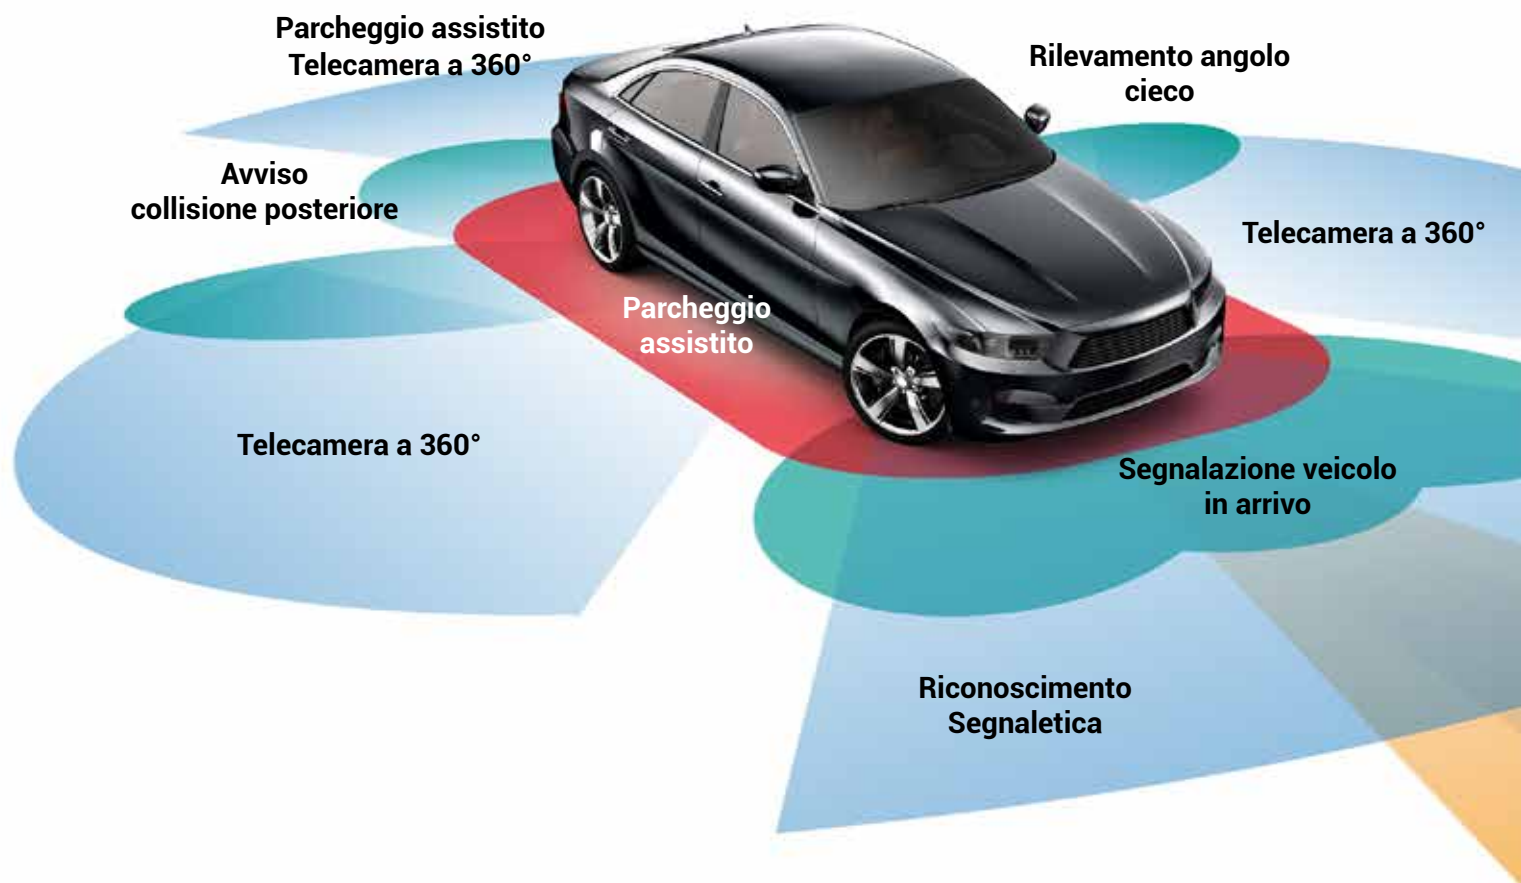 Parcheggio assistito
Telecamera a 360°
Rilevamento angolo
cieco
Avviso
collisione posteriore
Telecamera a 360°
Parcheggio
assistito
Telecamera a 360°
Segnalazione veicolo
in arrivo
Riconoscimento
Segnaletica